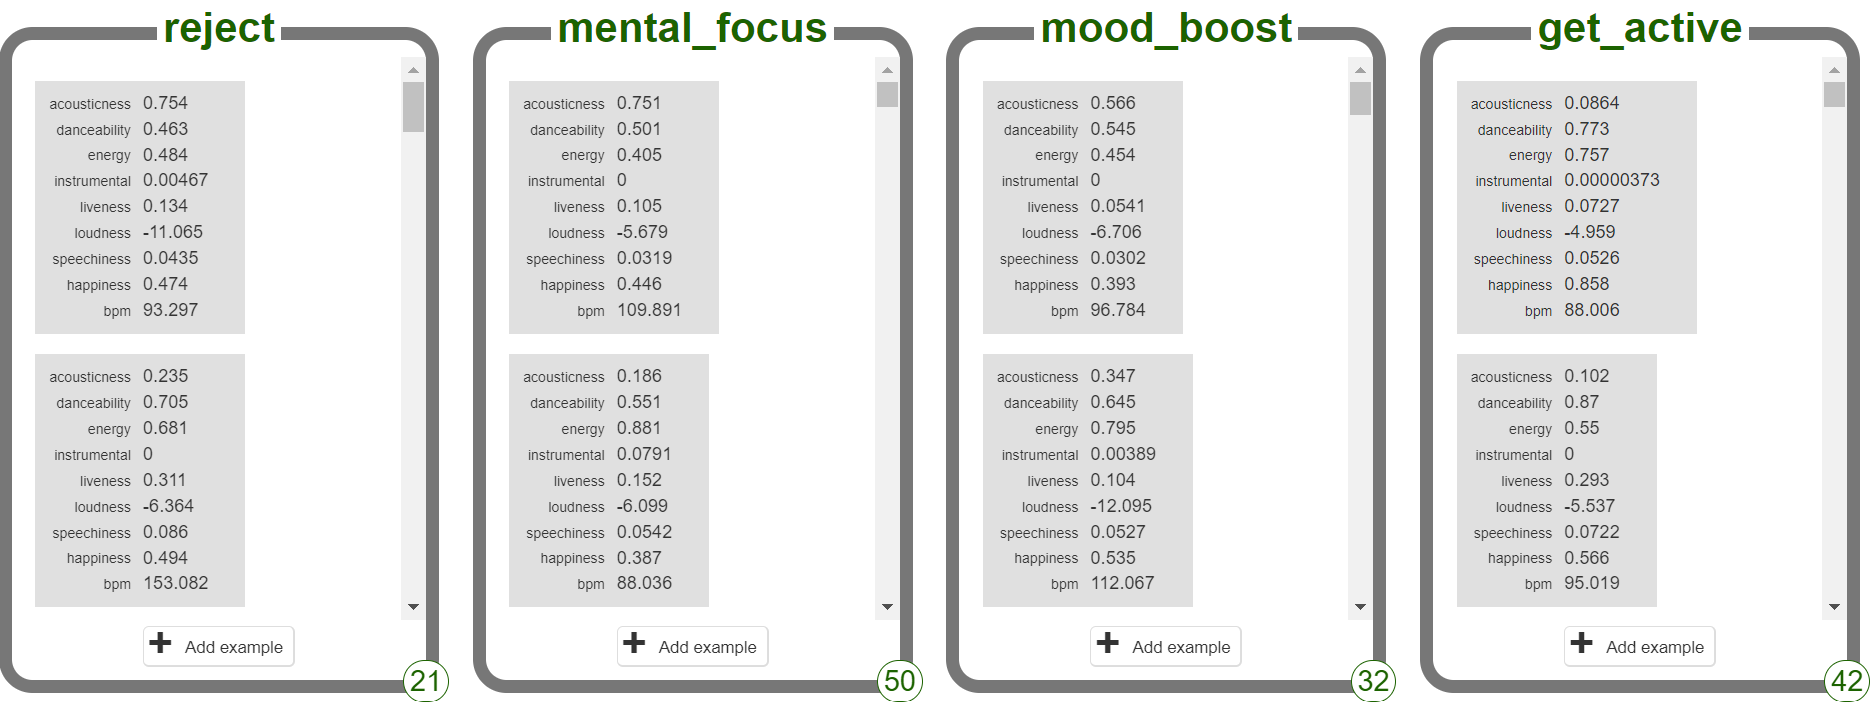 reject
acousticness 0.754
danceability 0.463
energy 0.484
instrumental 0.00467
liveness 0.134
loudness -11.065
speechiness 0.0435
happiness 0.474
bpm 93.297
acousticness 0.235
danceability 0.705
energy 0.681
instrumental 0
liveness 0.311
loudness -6.364
speechiness 0.086
happiness 0.494
bpm 153.082
Add example
21
mental_focus
acousticness 0.751
danceability 0.501
energy 0.405
instrumental 0
liveness 0.105
loudness -5.679
speechiness 0.0319
happiness 0.446
bpm 109.891
acousticness 0.186
danceability 0.551
energy 0.881
instrumental 0.0791
liveness 0.152
loudness -6.099
speechiness 0.0542
happiness 0.387
bpm 88.036
Add example
50
mood_boost
acousticness 0.566
danceability 0.545
energy 0.454
instrumental 0
liveness 0.0541
loudness -6.706
speechiness 0.0302
happiness 0.393
bpm 96.784
acousticness 0.347
danceability 0.645
energy 0.795
instrumental 0.00389
liveness 0.104
loudness -12.095
speechiness 0.0527
happiness 0.535
bpm 112.067
Add example
32
get_active
acousticness 0.0864
danceability 0.773
energy 0.757
instrumental 0.00000373
liveness 0.0727
loudness -4.959
speechiness 0.0526
happiness 0.858
bpm 88.006
acousticness 0.102
danceability 0.87
energy 0.55
instrumental 0
liveness 0.293
loudness -5.537
speechiness 0.0722
happiness 0.566
bpm 95.019
Add example
42